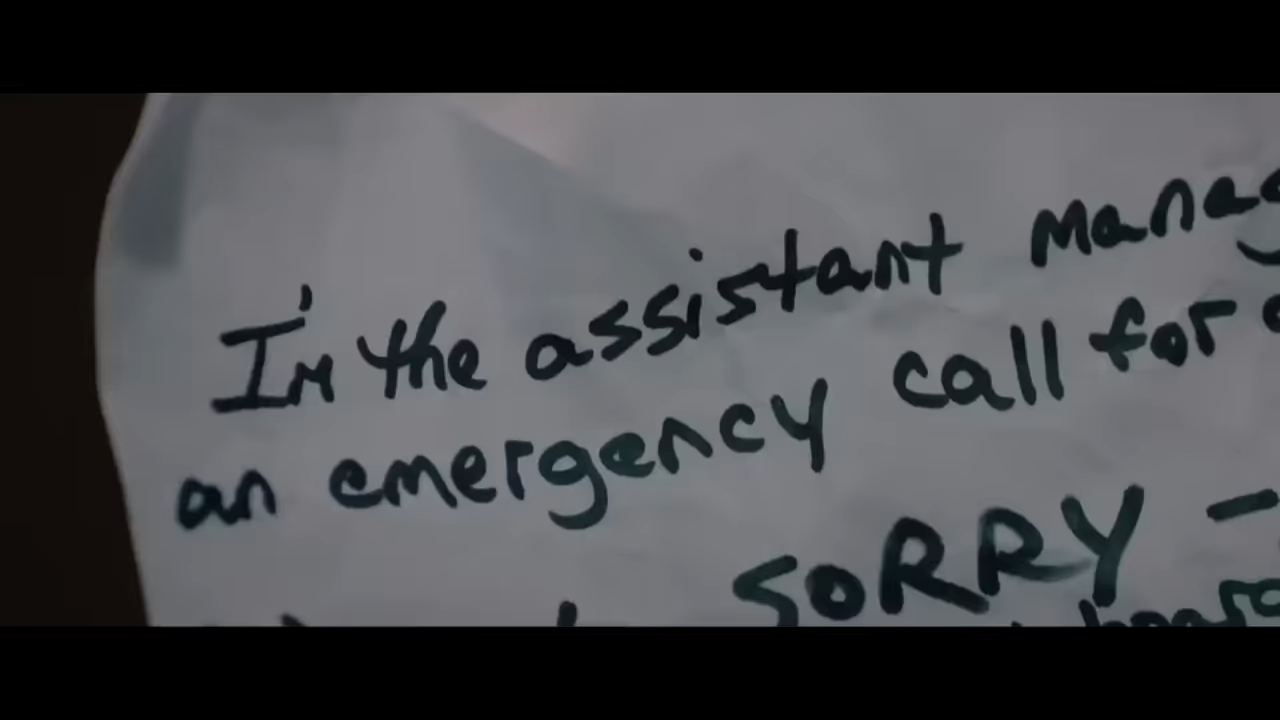 I'm the assistant
an emergency call for
SORRY -